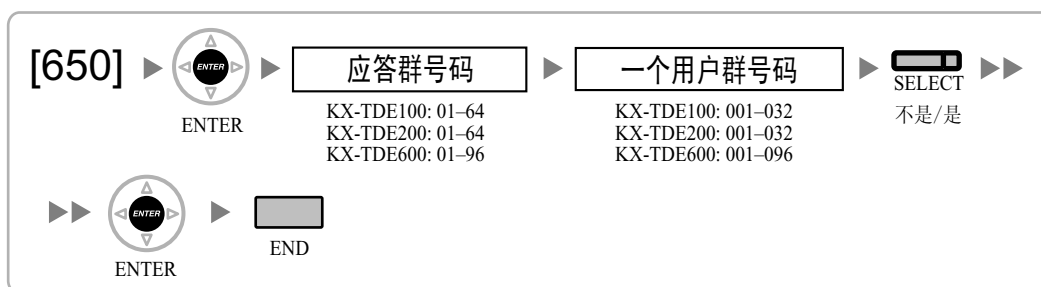 [650]
ENTER
ENTER
应答群号码
KX-TDE100: 01–64
KX-TDE200: 01–64
KX-TDE600: 01–96
一个用户群号码
KX-TDE100: 001–032
KX-TDE200: 001–032
KX-TDE600: 001–096
SELECT
不是/是
ENTER
ENTER
END